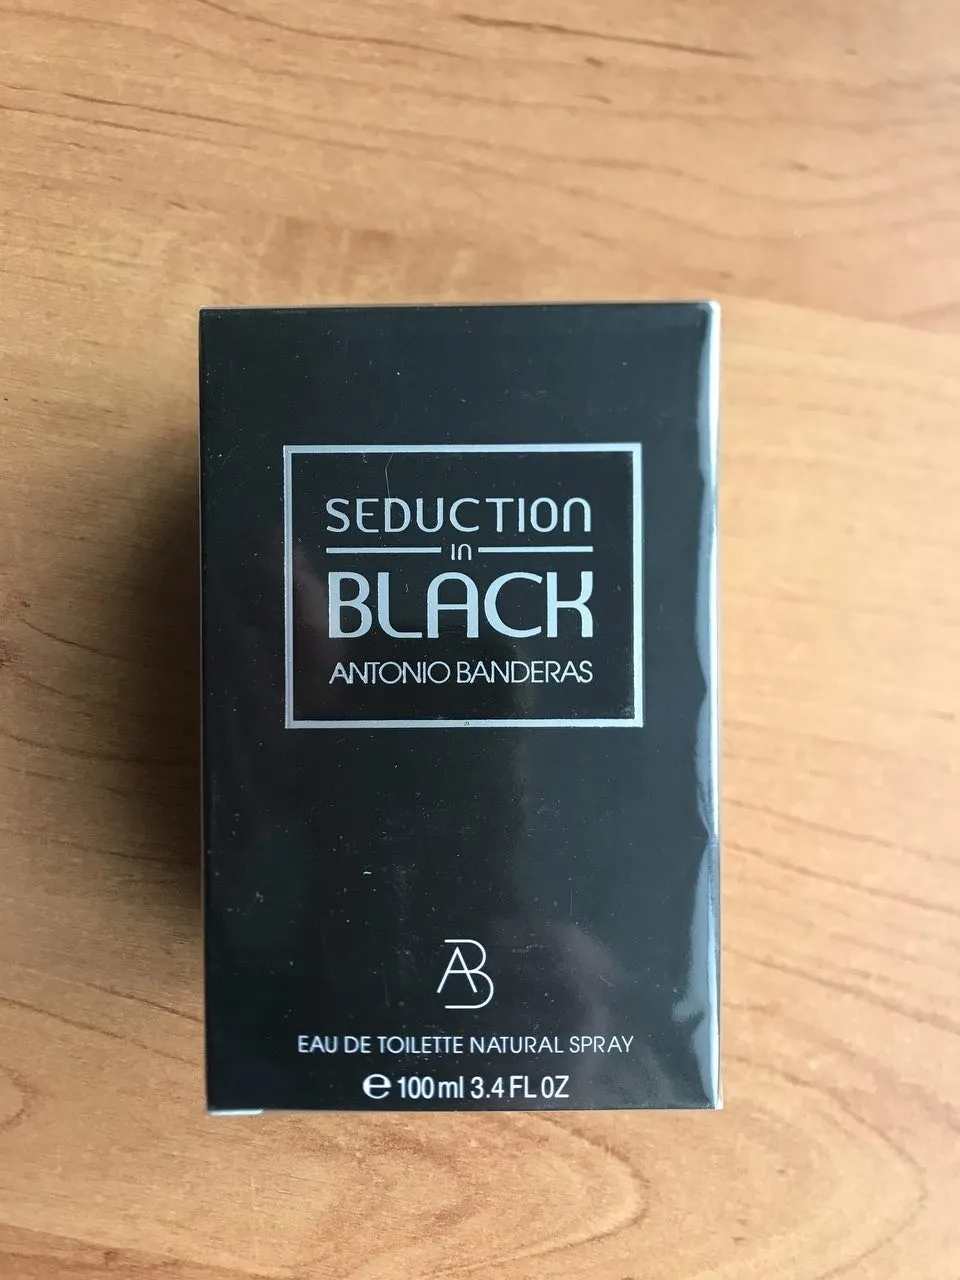 SEDUCTION
in
BLACK
ANTONIO BANDERAS
AB
EAU DE TOILETTE NATURAL SPRAY
℮ 100 ml 3.4 FL OZ